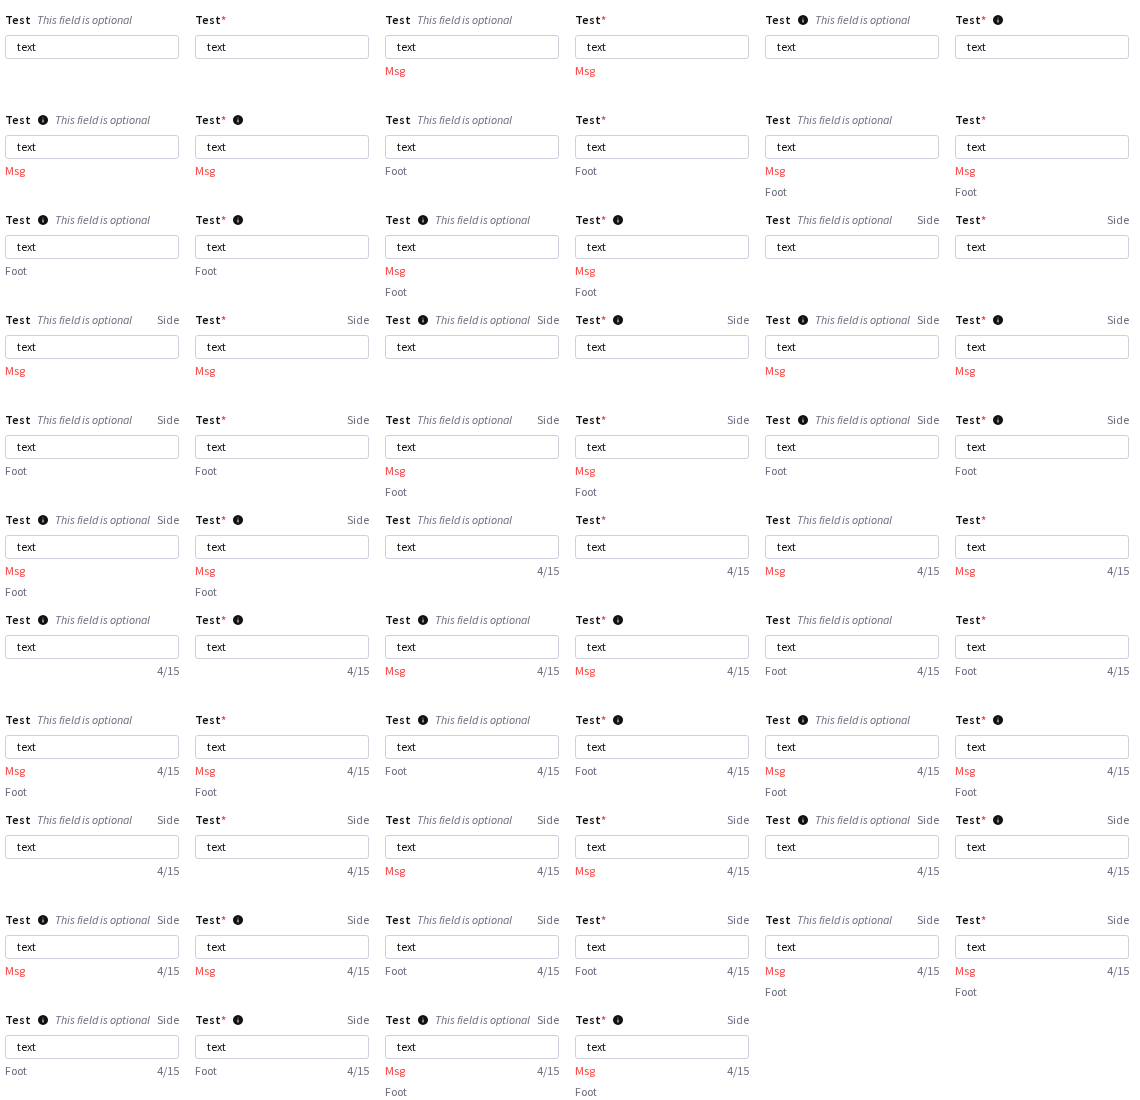 Test This field is optional Test* Test This field is optional Test* Test This field is optional Test*
text text text text text text
Msg Msg
Test This field is optional Test* Test This field is optional Test* Test This field is optional Test*
text text text text text text
Msg Msg Foot Foot Msg Msg
Foot Foot
Test This field is optional Test* Test This field is optional Test* Test This field is optional Side Test* Side
text text text text text text
Foot Foot Msg Msg
Foot Foot
Test This field is optional Side Test* Side Test This field is optional Side Test* Side Test This field is optional Side Test* Side
text text text text text text
Msg Msg Msg Msg
Test This field is optional Side Test* Side Test This field is optional Side Test* Side Test This field is optional Side Test* Side
text text text text text text
Foot Foot Msg Msg Foot Foot
Foot Foot
Test This field is optional Side Test* Side Test This field is optional Test* Test This field is optional Test*
text text text text text text
Msg Msg 4/15 4/15 Msg 4/15 Msg 4/15
Foot Foot
Test This field is optional Test* Test This field is optional Test* Test This field is optional Test*
text text text text text text
4/15 4/15 Msg 4/15 Msg 4/15 Foot 4/15 Foot 4/15
Test This field is optional Test* Test This field is optional Test* Test This field is optional Test*
text text text text text text
Msg 4/15 Msg 4/15 Foot 4/15 Foot 4/15 Msg 4/15 Msg 4/15
Foot Foot Foot Foot
Test This field is optional Side Test* Side Test This field is optional Side Test* Side Test This field is optional Side Test* Side
text text text text text text
4/15 4/15 Msg 4/15 Msg 4/15 4/15 4/15
Test This field is optional Side Test* Side Test This field is optional Side Test* Side Test This field is optional Side Test* Side
text text text text text text
Msg 4/15 Msg 4/15 Foot 4/15 Foot 4/15 Msg 4/15 Msg 4/15
Foot Foot
Test This field is optional Side Test* Side Test This field is optional Side Test* Side
text text text text
Foot 4/15 Foot 4/15 Msg 4/15 Msg 4/15
Foot Foot